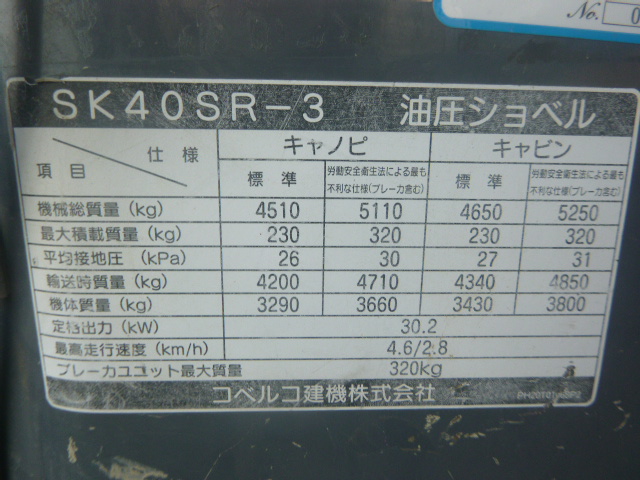 No. 0
SK40SR-3 油圧ショベル
仕様 キャノピ キャビン
項目 標準 労働安全衛生法による最も不利な仕様(ブレーカ含む) 標準 労働安全衛生法による最も不利な仕様(ブレーカ含む)
機械総質量 (kg) 4510 5110 4650 5250
最大積載質量 (kg) 230 320 230 320
平均接地圧 (kPa) 26 30 27 31
輸送時質量 (kg) 4200 4710 4340 4850
機体質量 (kg) 3290 3660 3430 3800
定格出力 (kW) 30.2
最高走行速度 (km/h) 4.6/2.8
ブレーカユニット最大質量 320kg
コベルコ建機株式会社